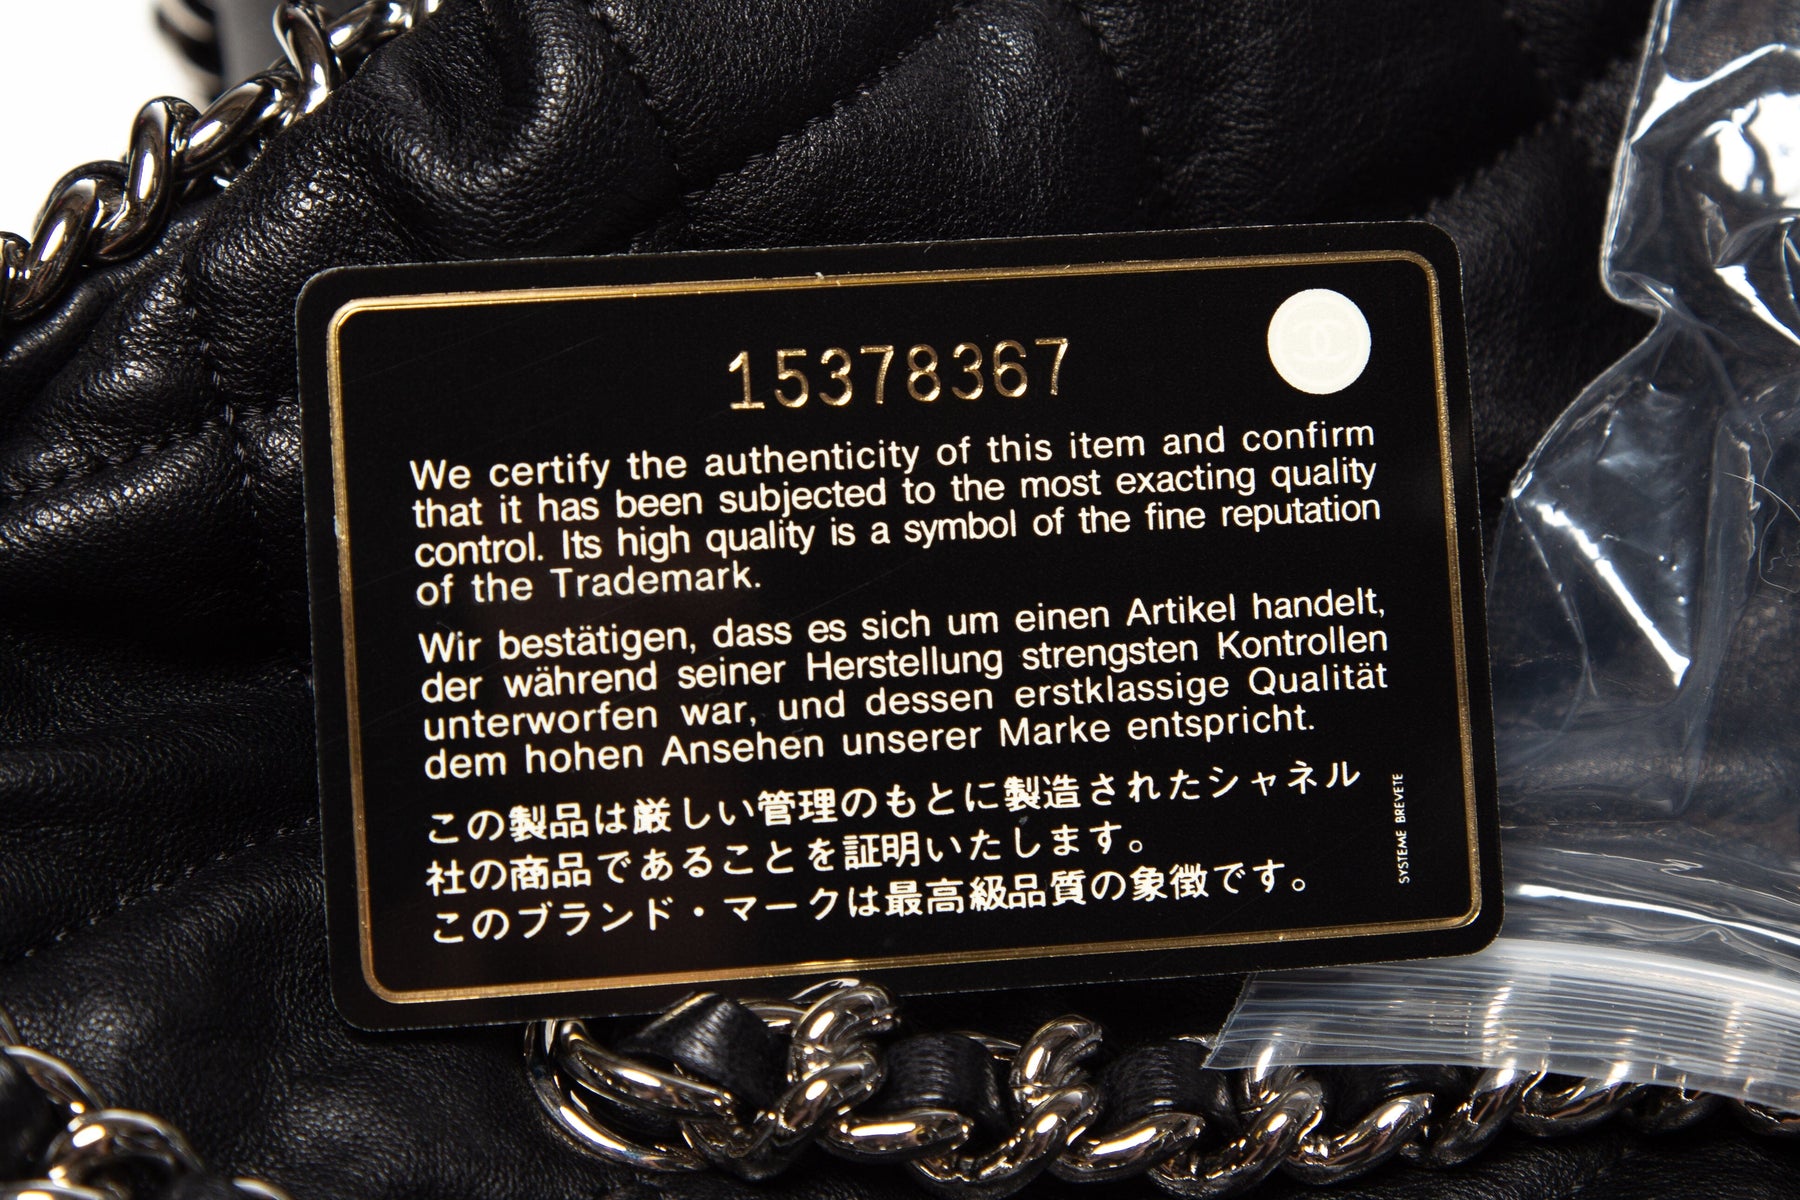 15378367
We certify the authenticity of this item and confirm
that it has been subjected to the most exacting quality
control. Its high quality is a symbol of the fine reputation
of the Trademark.
Wir bestätigen, dass es sich um einen Artikel handelt,
der während seiner Herstellung strengsten Kontrollen
unterworfen war, und dessen erstklassige Qualität
dem hohen Ansehen unserer Marke entspricht.
この製品は厳しい管理のもとに製造されたシャネル
社の商品であることを証明いたします。
このブランド・マークは最高級品質の象徴です。
SYSTEME BREVETE